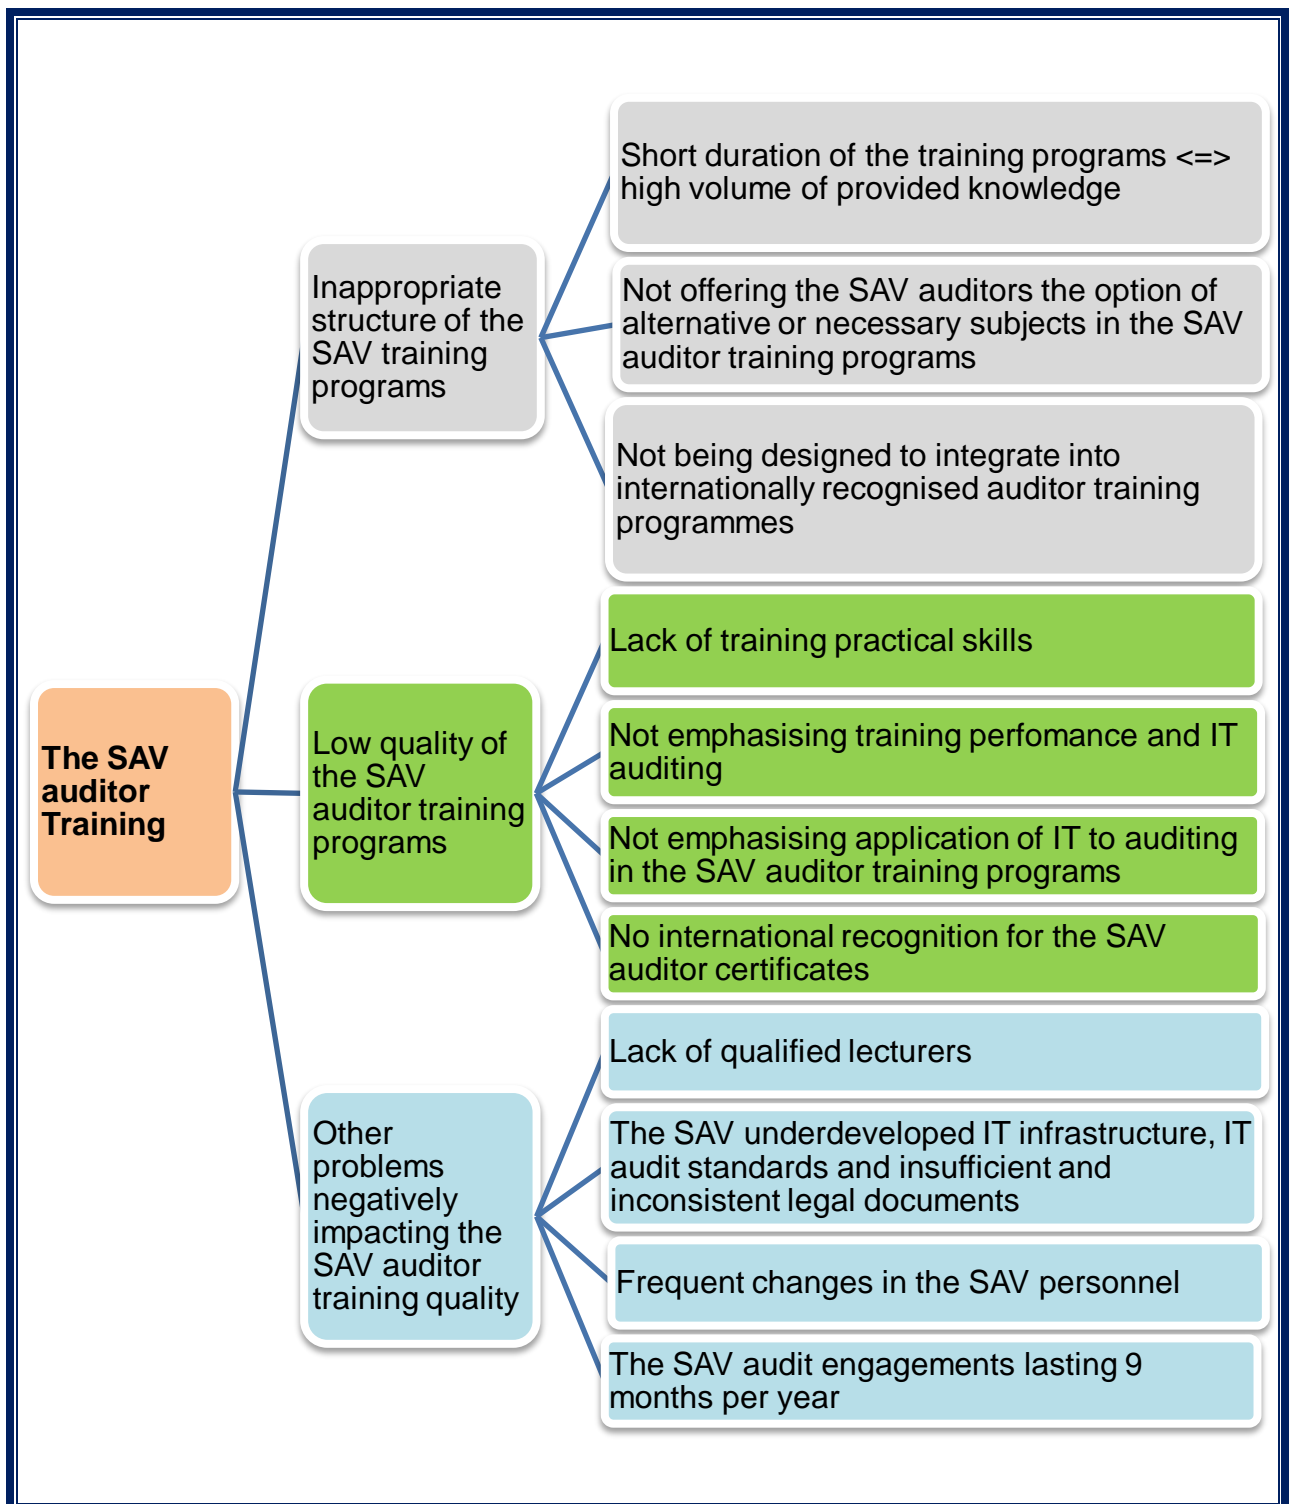 Short duration of the training programs <=>
high volume of provided knowledge
Inappropriate
structure of the
SAV training
programs
Not offering the SAV auditors the option of
alternative or necessary subjects in the SAV
auditor training programs
Not being designed to integrate into
internationally recognised auditor training
programmes
The SAV
auditor
Training
Low quality of
the SAV
auditor training
programs
Lack of training practical skills
Not emphasising training perfomance and IT
auditing
Not emphasising application of IT to auditing
in the SAV auditor training programs
No international recognition for the SAV
auditor certificates
Other
problems
negatively
impacting the
SAV auditor
training quality
Lack of qualified lecturers
The SAV underdeveloped IT infrastructure, IT
audit standards and insufficient and
inconsistent legal documents
Frequent changes in the SAV personnel
The SAV audit engagements lasting 9
months per year